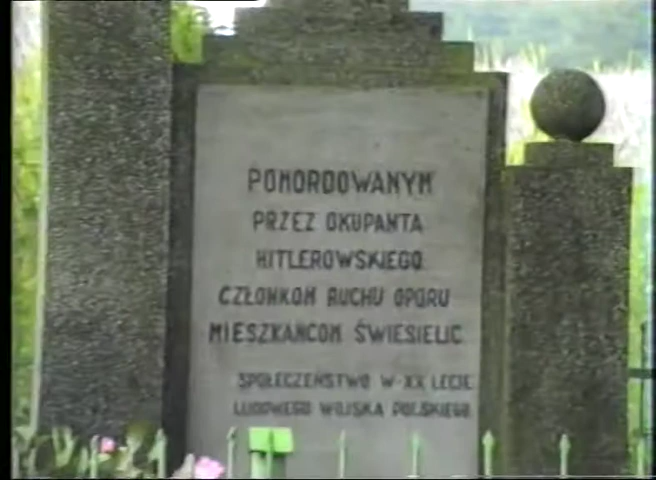 POMORDOWANYM
PRZEZ OKUPANTA
HITLEROWSKIEGO
CZŁONKOM RUCHU OPORU
MIESZKAŃCOM ŚWIESIELIC
SPOŁECZEŃSTWO W XX LECIE
LUDOWEGO WOJSKA POLSKIEGO